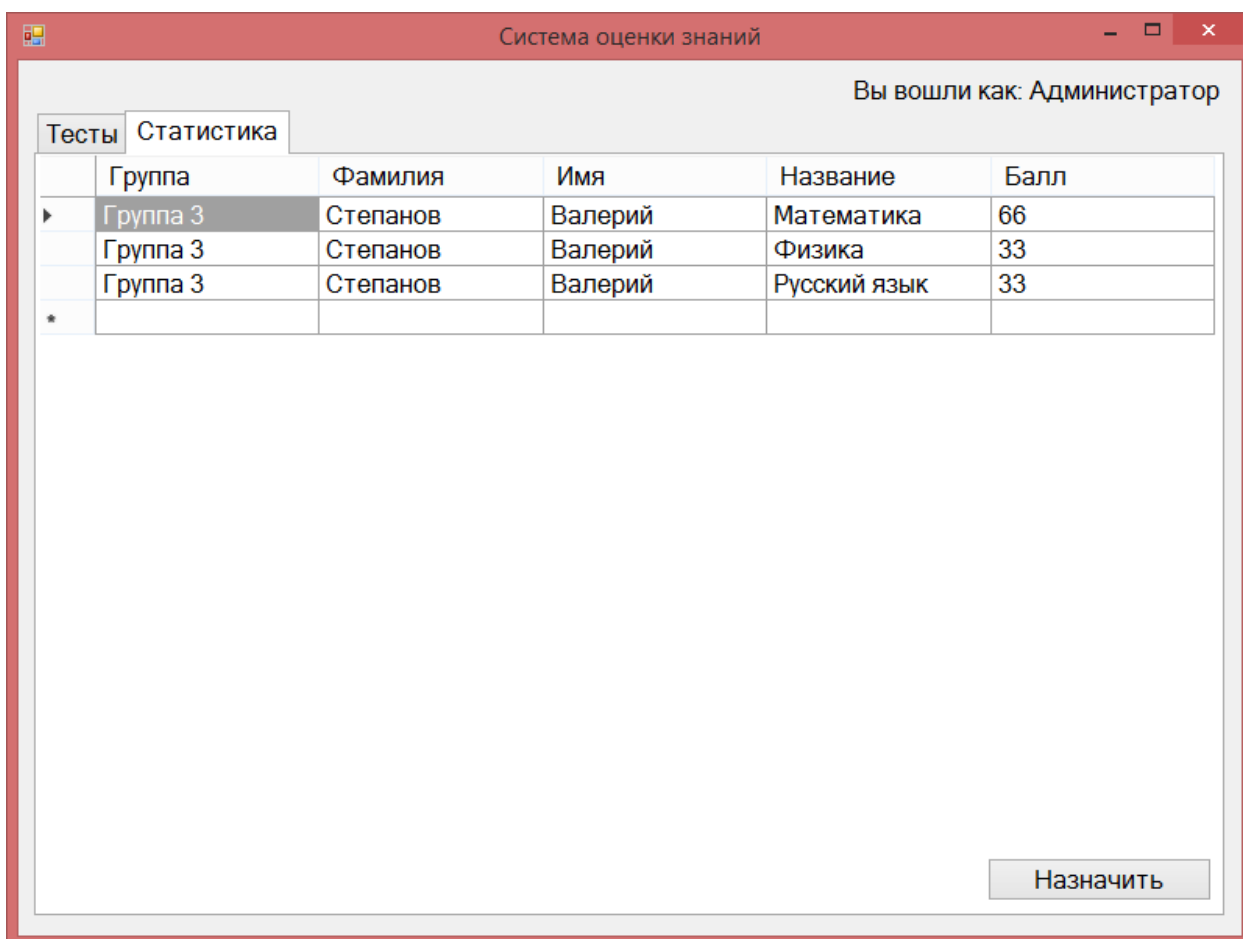 Система оценки знаний
Вы вошли как: Администратор
Тесты Статистика
Группа Фамилия Имя Название Балл
Группа 3 Степанов Валерий Математика 66
Группа 3 Степанов Валерий Физика 33
Группа 3 Степанов Валерий Русский язык 33
Назначить